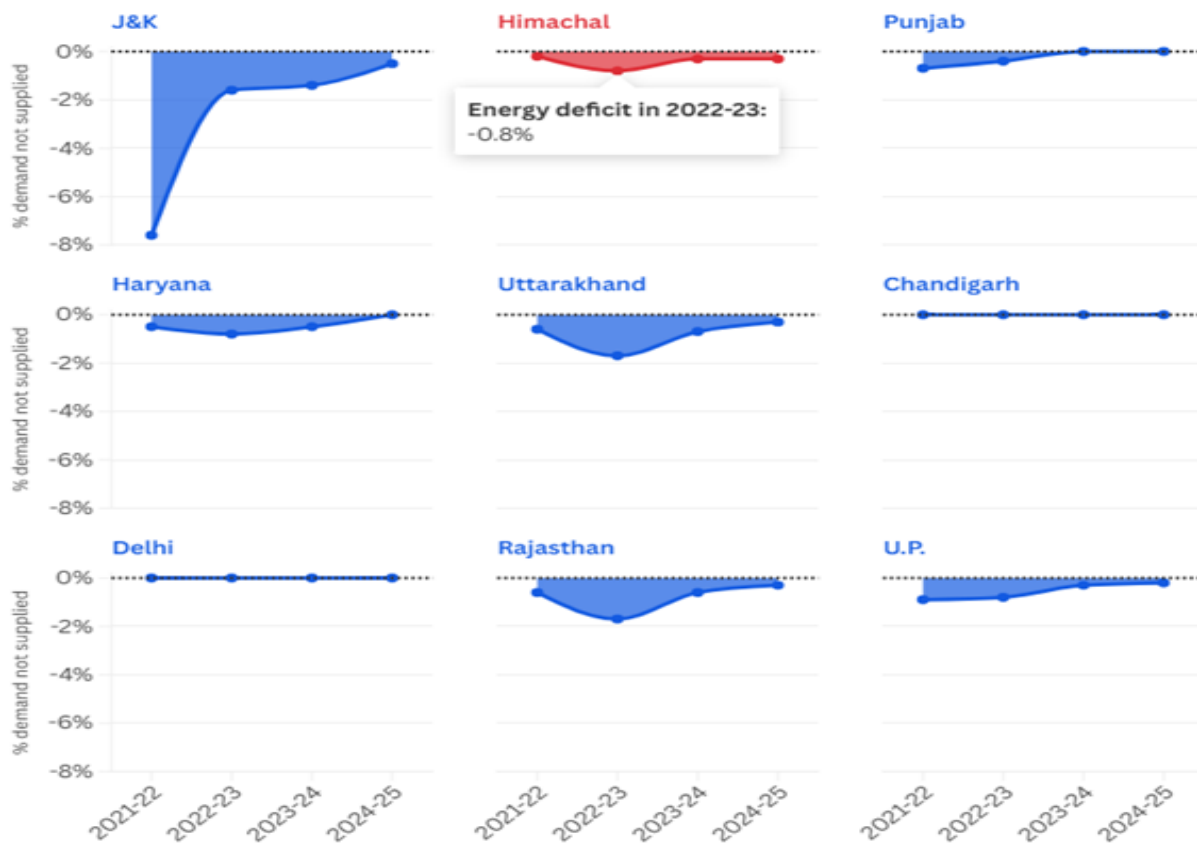 J&K
Himachal
Punjab
% demand not supplied
0%
-2%
-4%
-6%
-8%
Energy deficit in 2022-23:
-0.8%
Haryana
Uttarakhand
Chandigarh
% demand not supplied
0%
-2%
-4%
-6%
-8%
Delhi
Rajasthan
U.P.
% demand not supplied
0%
-2%
-4%
-6%
-8%
2021-22
2022-23
2023-24
2024-25
2021-22
2022-23
2023-24
2024-25
2021-22
2022-23
2023-24
2024-25